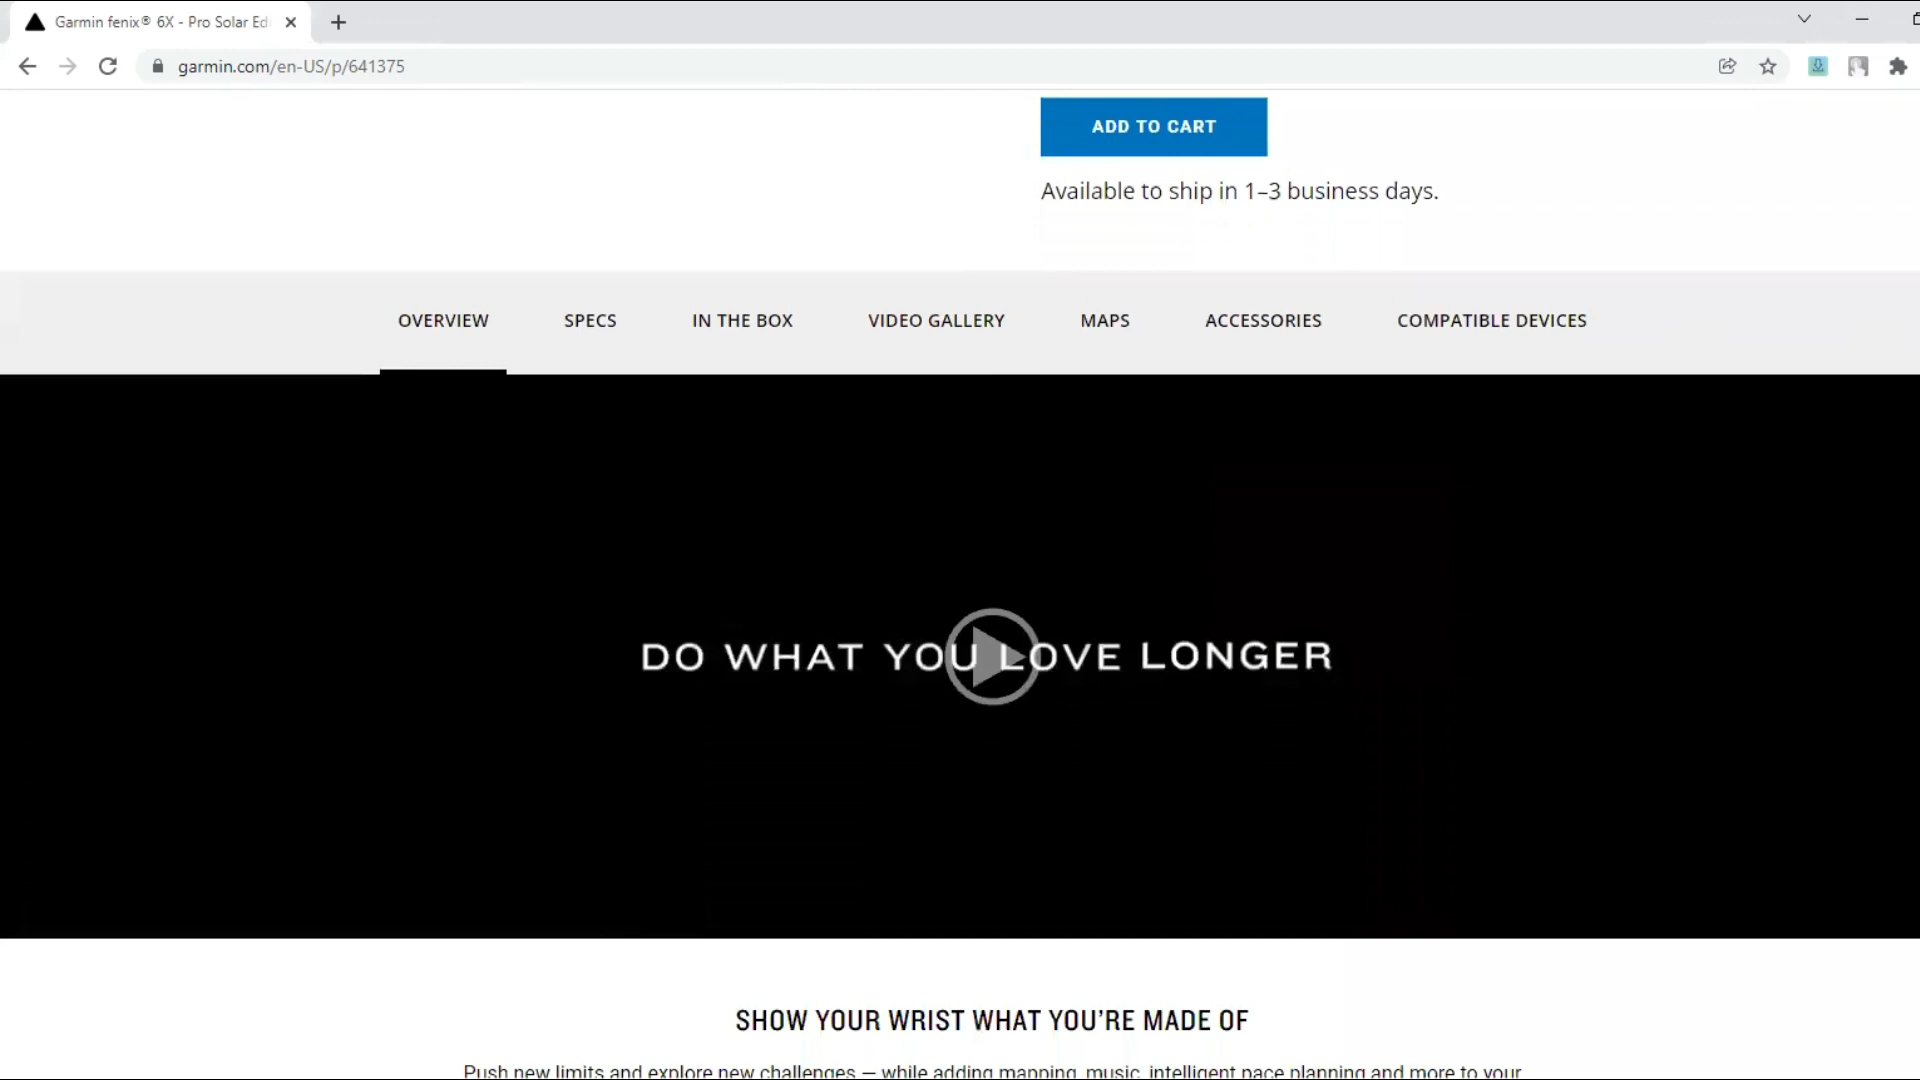 Garmin fenix® 6X - Pro Solar Ed
garmin.com/en-US/p/641375
ADD TO CART
Available to ship in 1–3 business days.
OVERVIEW SPECS IN THE BOX VIDEO GALLERY MAPS ACCESSORIES COMPATIBLE DEVICES
DO WHAT YOU LOVE LONGER
SHOW YOUR WRIST WHAT YOU’RE MADE OF
Push new limits and explore new challenges — while adding mapping, music, intelligent pace planning and more to your